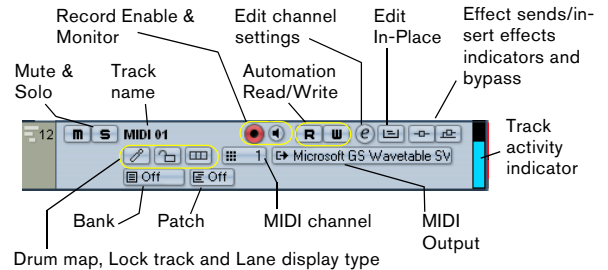 Record Enable &
Monitor
Edit channel
settings
Edit
In-Place
Effect sends/in-
sert effects
indicators and
bypass
Mute &
Solo
Track
name
Automation
Read/Write
12
m S MIDI 01
R W e
1
Microsoft GS Wavetable SV
Off
Off
Track
activity
indicator
Bank
Patch
MIDI channel
MIDI
Output
Drum map, Lock track and Lane display type